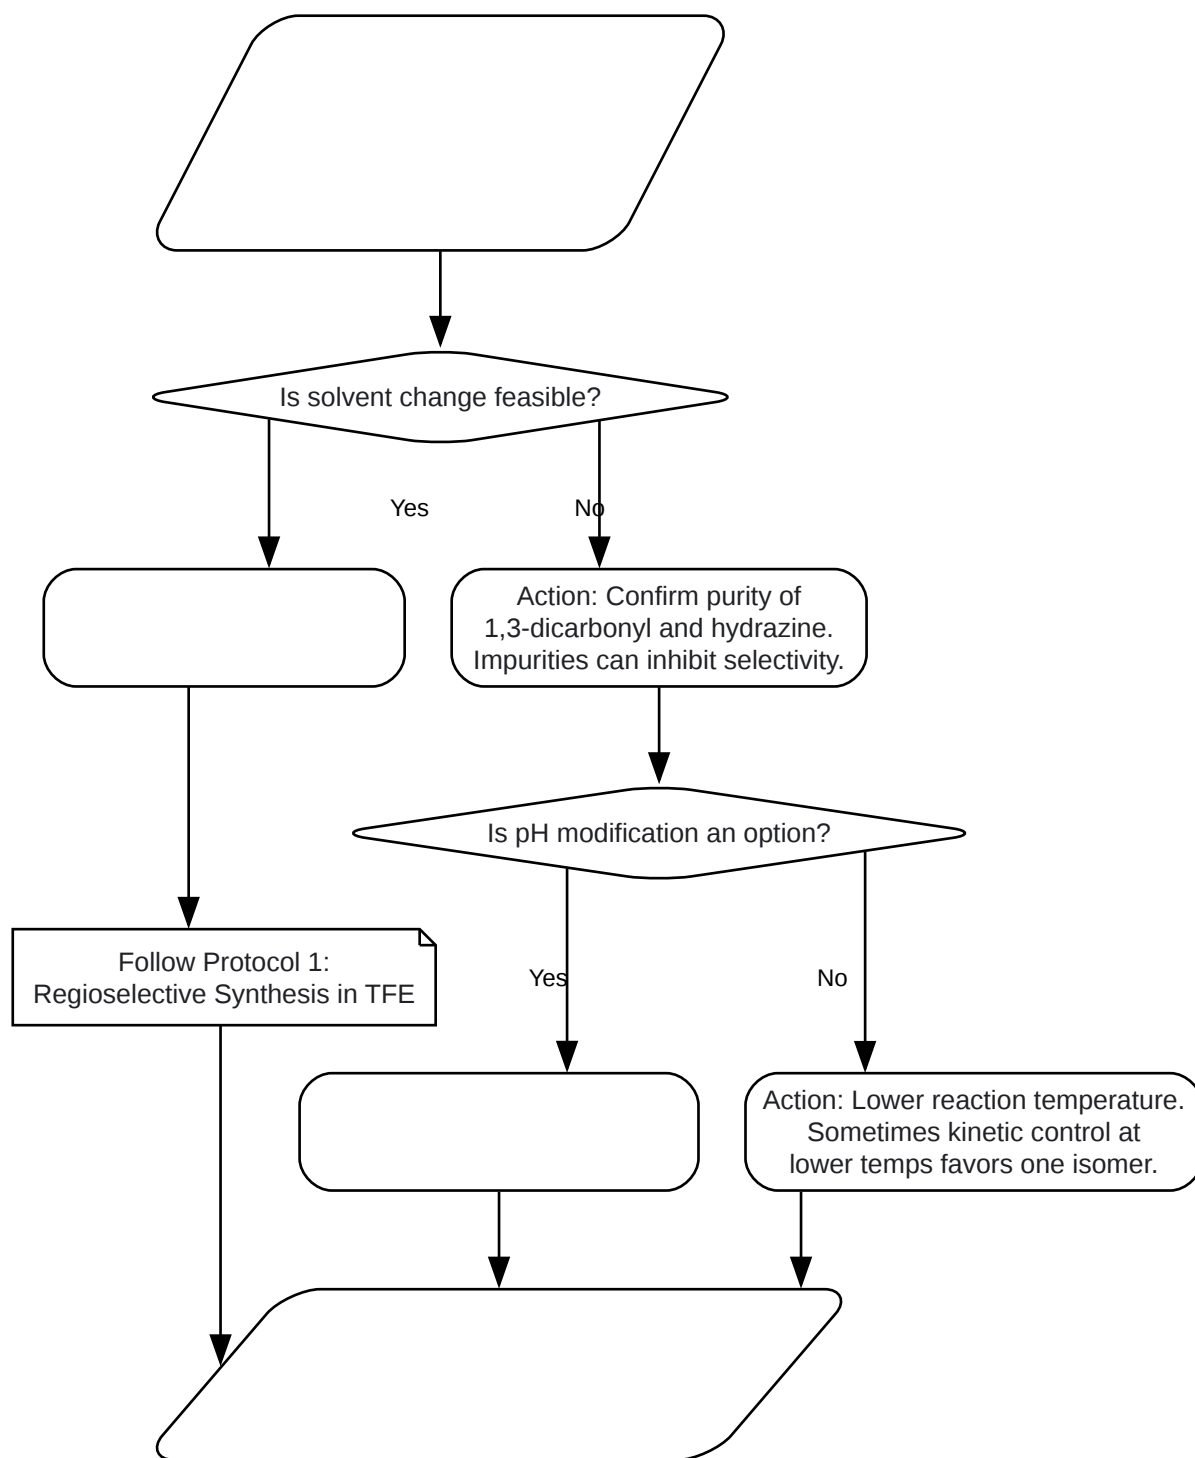 Is solvent change feasible?
Yes
No
Action: Confirm purity of
1,3-dicarbonyl and hydrazine.
Impurities can inhibit selectivity.
Is pH modification an option?
Follow Protocol 1:
Regioselective Synthesis in TFE
Yes
No
Action: Lower reaction temperature.
Sometimes kinetic control at
lower temps favors one isomer.